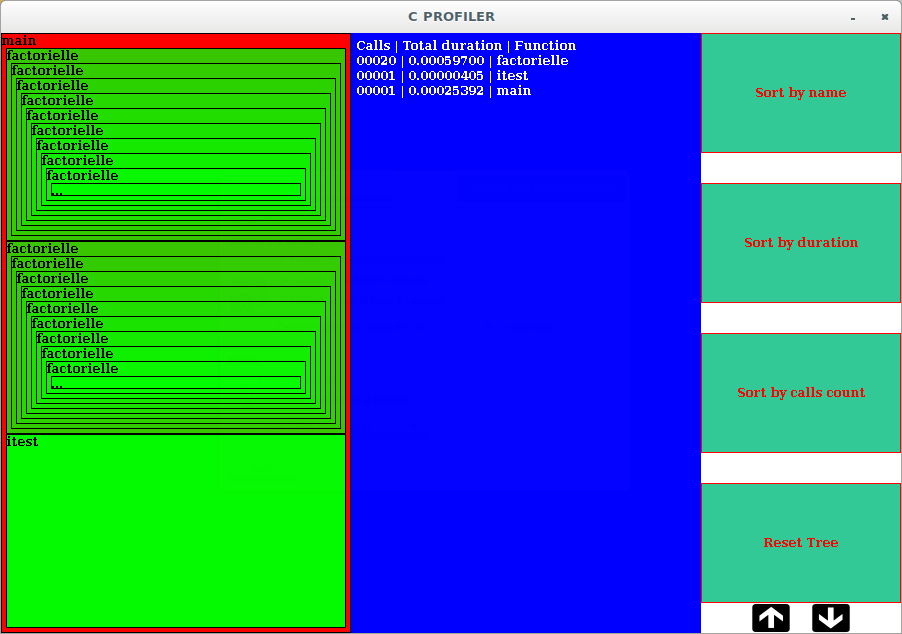 C PROFILER
main
factorielle
factorielle
factorielle
factorielle
factorielle
factorielle
factorielle
factorielle
factorielle
...
factorielle
factorielle
factorielle
factorielle
factorielle
factorielle
factorielle
factorielle
factorielle
...
itest
Calls | Total duration | Function
00020 | 0.00059700 | factorielle
00001 | 0.00000405 | itest
00001 | 0.00025392 | main
Sort by name
Sort by duration
Sort by calls count
Reset Tree